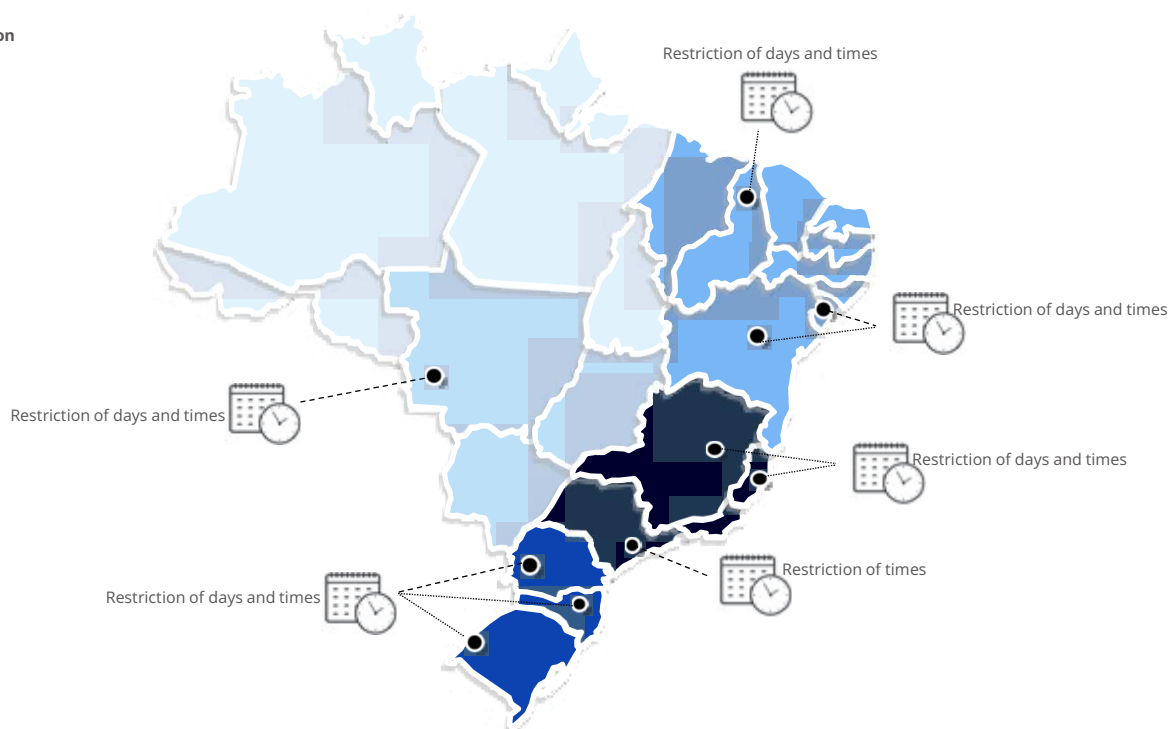 on
Restriction of days and times
Restriction of days and times
Restriction of days and times
Restriction of days and times
Restriction of times
Restriction of days and times